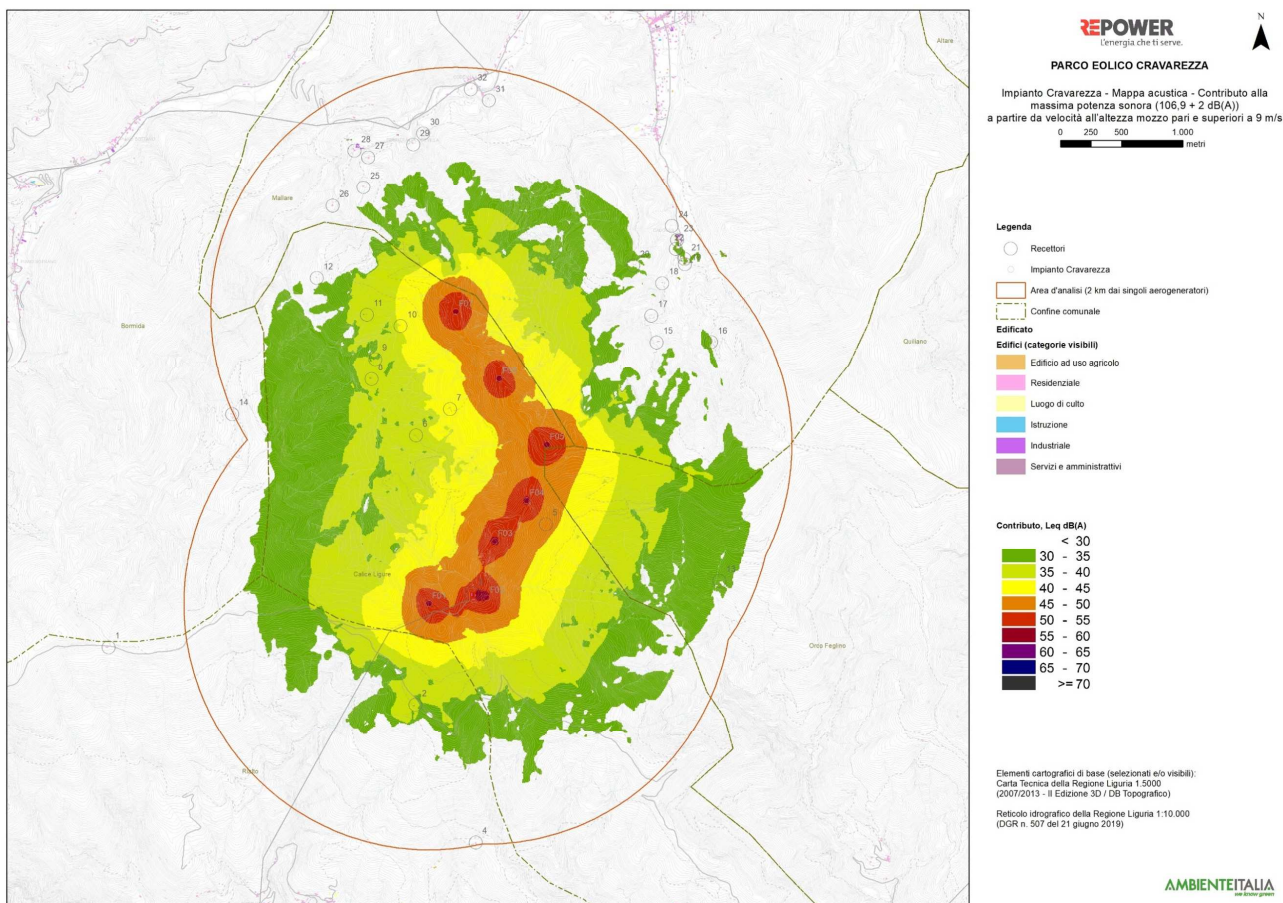 REPOWER
L'energia che ti serve.
N
PARCO EOLICO CRAVAREZZA
Impianto Cravarezza - Mappa acustica - Contributo alla
massima potenza sonora (106,9 + 2 dB(A))
a partire da velocità all'altezza mozzo pari e superiori a 9 m/s
0 250 500 1.000
metri
Legenda
Recettori
Impianto Cravarezza
Area d'analisi (2 km dai singoli aerogeneratori)
Confine comunale
Edificato
Edifici (categorie visibili)
Edificio ad uso agricolo
Residenziale
Luogo di culto
Istruzione
Industriale
Servizi e amministrativi
Contributo, Leq dB(A)
< 30
30 - 35
35 - 40
40 - 45
45 - 50
50 - 55
55 - 60
60 - 65
65 - 70
>= 70
Elementi cartografici di base (selezionati e/o visibili):
Carta Tecnica della Regione Liguria 1:5000
(2007/2013 - II Edizione 3D / DB Topografico)
Reticolo idrografico della Regione Liguria 1:10.000
(DGR n. 507 del 21 giugno 2019)
AMBIENTEITALIA
we know green
Altare
32
31
30
29
28
27
25
26
Mallare
24
23
21
18
12
17
11
10
Bormida
15
16
Quiliano
9
8
7
14
6
F05
F04
5
F03
Calice Ligure
F01
1
Orco Feglino
2
Rialto
4